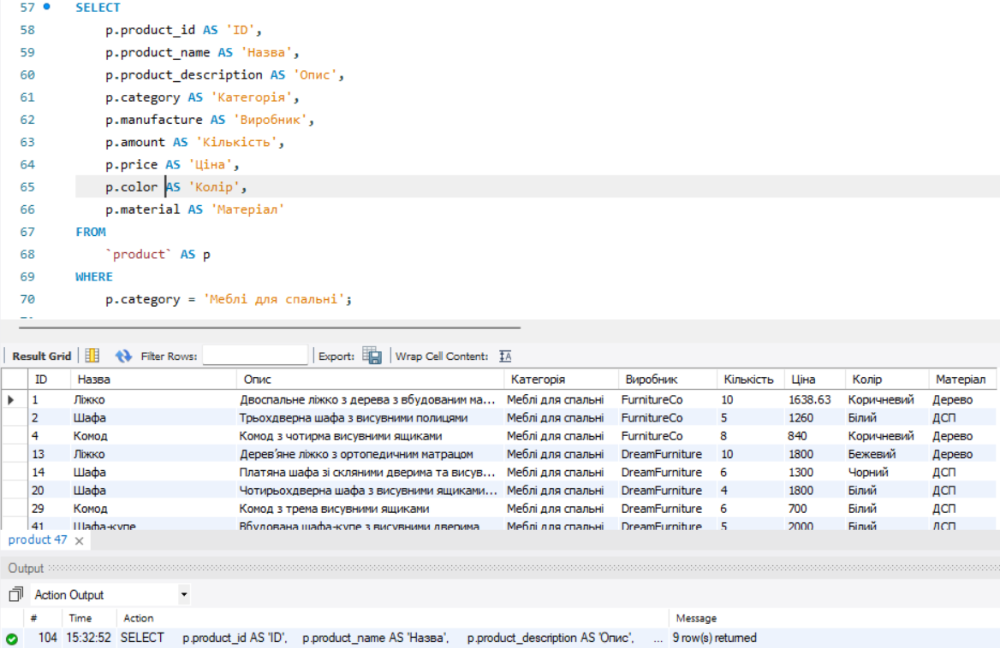 57 SELECT
58 p.product_id AS 'ID',
59 p.product_name AS 'Назва',
60 p.product_description AS 'Опис',
61 p.category AS 'Категорія',
62 p.manufacture AS 'Виробник',
63 p.amount AS 'Кількість',
64 p.price AS 'Ціна',
65 p.color AS 'Колір',
66 p.material AS 'Матеріал'
67 FROM
68 `product` AS p
69 WHERE
70 p.category = 'Меблі для спальні';
Result Grid Filter Rows: Export: Wrap Cell Content:
ID Назва Опис Категорія Виробник Кількість Ціна Колір Матеріал
1 Ліжко Двоспальне ліжко з дерева з вбудованим ма... Меблі для спальні FurnitureCo 10 1638.63 Коричневий Дерево
2 Шафа Трьохдверна шафа з висувними полицями Меблі для спальні FurnitureCo 5 1260 Білий ДСП
4 Комод Комод з чотирма висувними ящиками Меблі для спальні FurnitureCo 8 840 Коричневий Дерево
13 Ліжко Дерев'яне ліжко з ортопедичним матрацом Меблі для спальні DreamFurniture 10 1800 Бежевий Дерево
14 Шафа Платяна шафа зі скляними дверима та висув... Меблі для спальні DreamFurniture 6 1300 Чорний ДСП
20 Шафа Чотирьохдверна шафа з висувними ящиками... Меблі для спальні DreamFurniture 4 1800 Білий ДСП
29 Комод Комод з трема висувними ящиками Меблі для спальні DreamFurniture 6 700 Білий ДСП
41 Шафа-купе Вбудована шафа-купе з висувними дверима Меблі для спальні DreamFurniture 5 2000 Білий ДСП
product 47
Output
Action Output
# Time Action Message
104 15:32:52 SELECT p.product_id AS 'ID', p.product_name AS 'Назва', p.product_description AS 'Опис', ... 9 row(s) returned